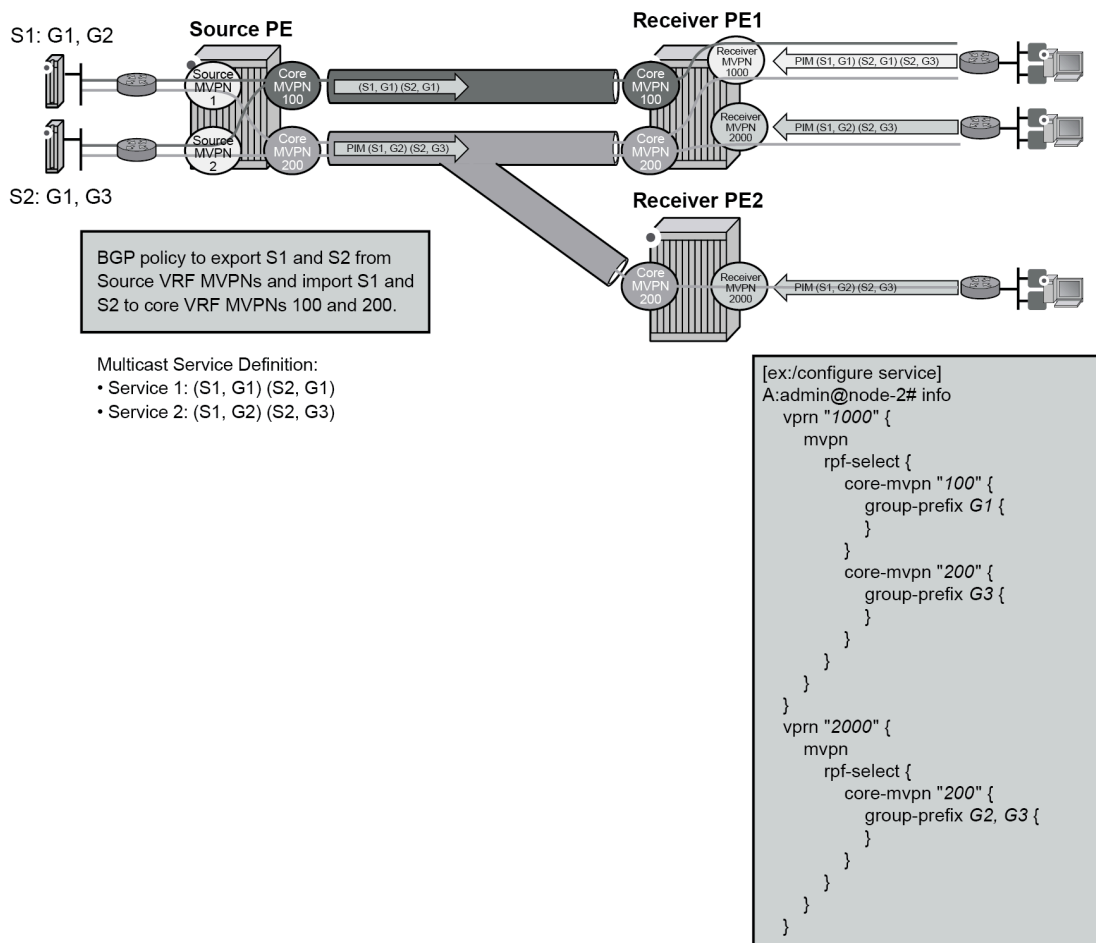 S1: G1, G2
Source PE
Receiver PE1
Source
MVPN
1
Core
MVPN
100
(S1, G1) (S2, G1)
Core
MVPN
100
Receiver
MVPN
1000
PIM (S1, G1) (S2, G1) (S2, G3)
Source
MVPN
2
Core
MVPN
200
PIM (S1, G2) (S2, G3)
Core
MVPN
200
Receiver
MVPN
2000
PIM (S1, G2) (S2, G3)
S2: G1, G3
Receiver PE2
Core
MVPN
200
Receiver
MVPN
2000
PIM (S1, G2) (S2, G3)
BGP policy to export S1 and S2 from
Source VRF MVPNs and import S1 and
S2 to core VRF MVPNs 100 and 200.
Multicast Service Definition:
• Service 1: (S1, G1) (S2, G1)
• Service 2: (S1, G2) (S2, G3)
[ex:/configure service]
A:admin@node-2# info
vprn "1000" {
mvpn
rpf-select {
core-mvpn "100" {
group-prefix G1 {
}
}
core-mvpn "200" {
group-prefix G3 {
}
}
}
}
}
vprn "2000" {
mvpn
rpf-select {
core-mvpn "200" {
group-prefix G2, G3 {
}
}
}
}
}